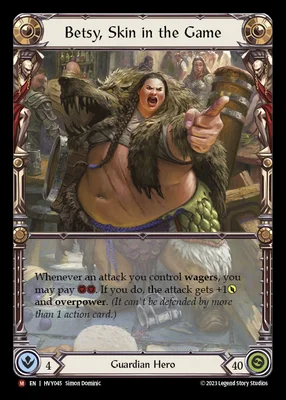 Betsy, Skin in the Game
Whenever an attack you control wagers, you
may pay. If you do, the attack gets +1
and overpower. (It can't be defended by more
than 1 action card.)
4
Guardian Hero
40
M EN | HVY045 Simon Dominic
© 2023 Legend Story Studios